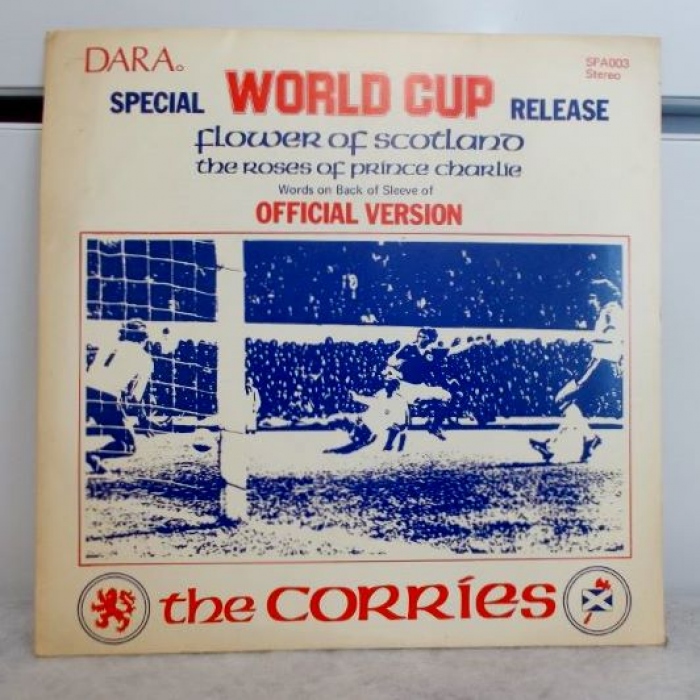 DARA
SPA003
Stereo
SPECIAL WORLD CUP RELEASE
flower of scotland
the roses of prince charlie
Words on Back of Sleeve of
OFFICIAL VERSION
the CORRíES